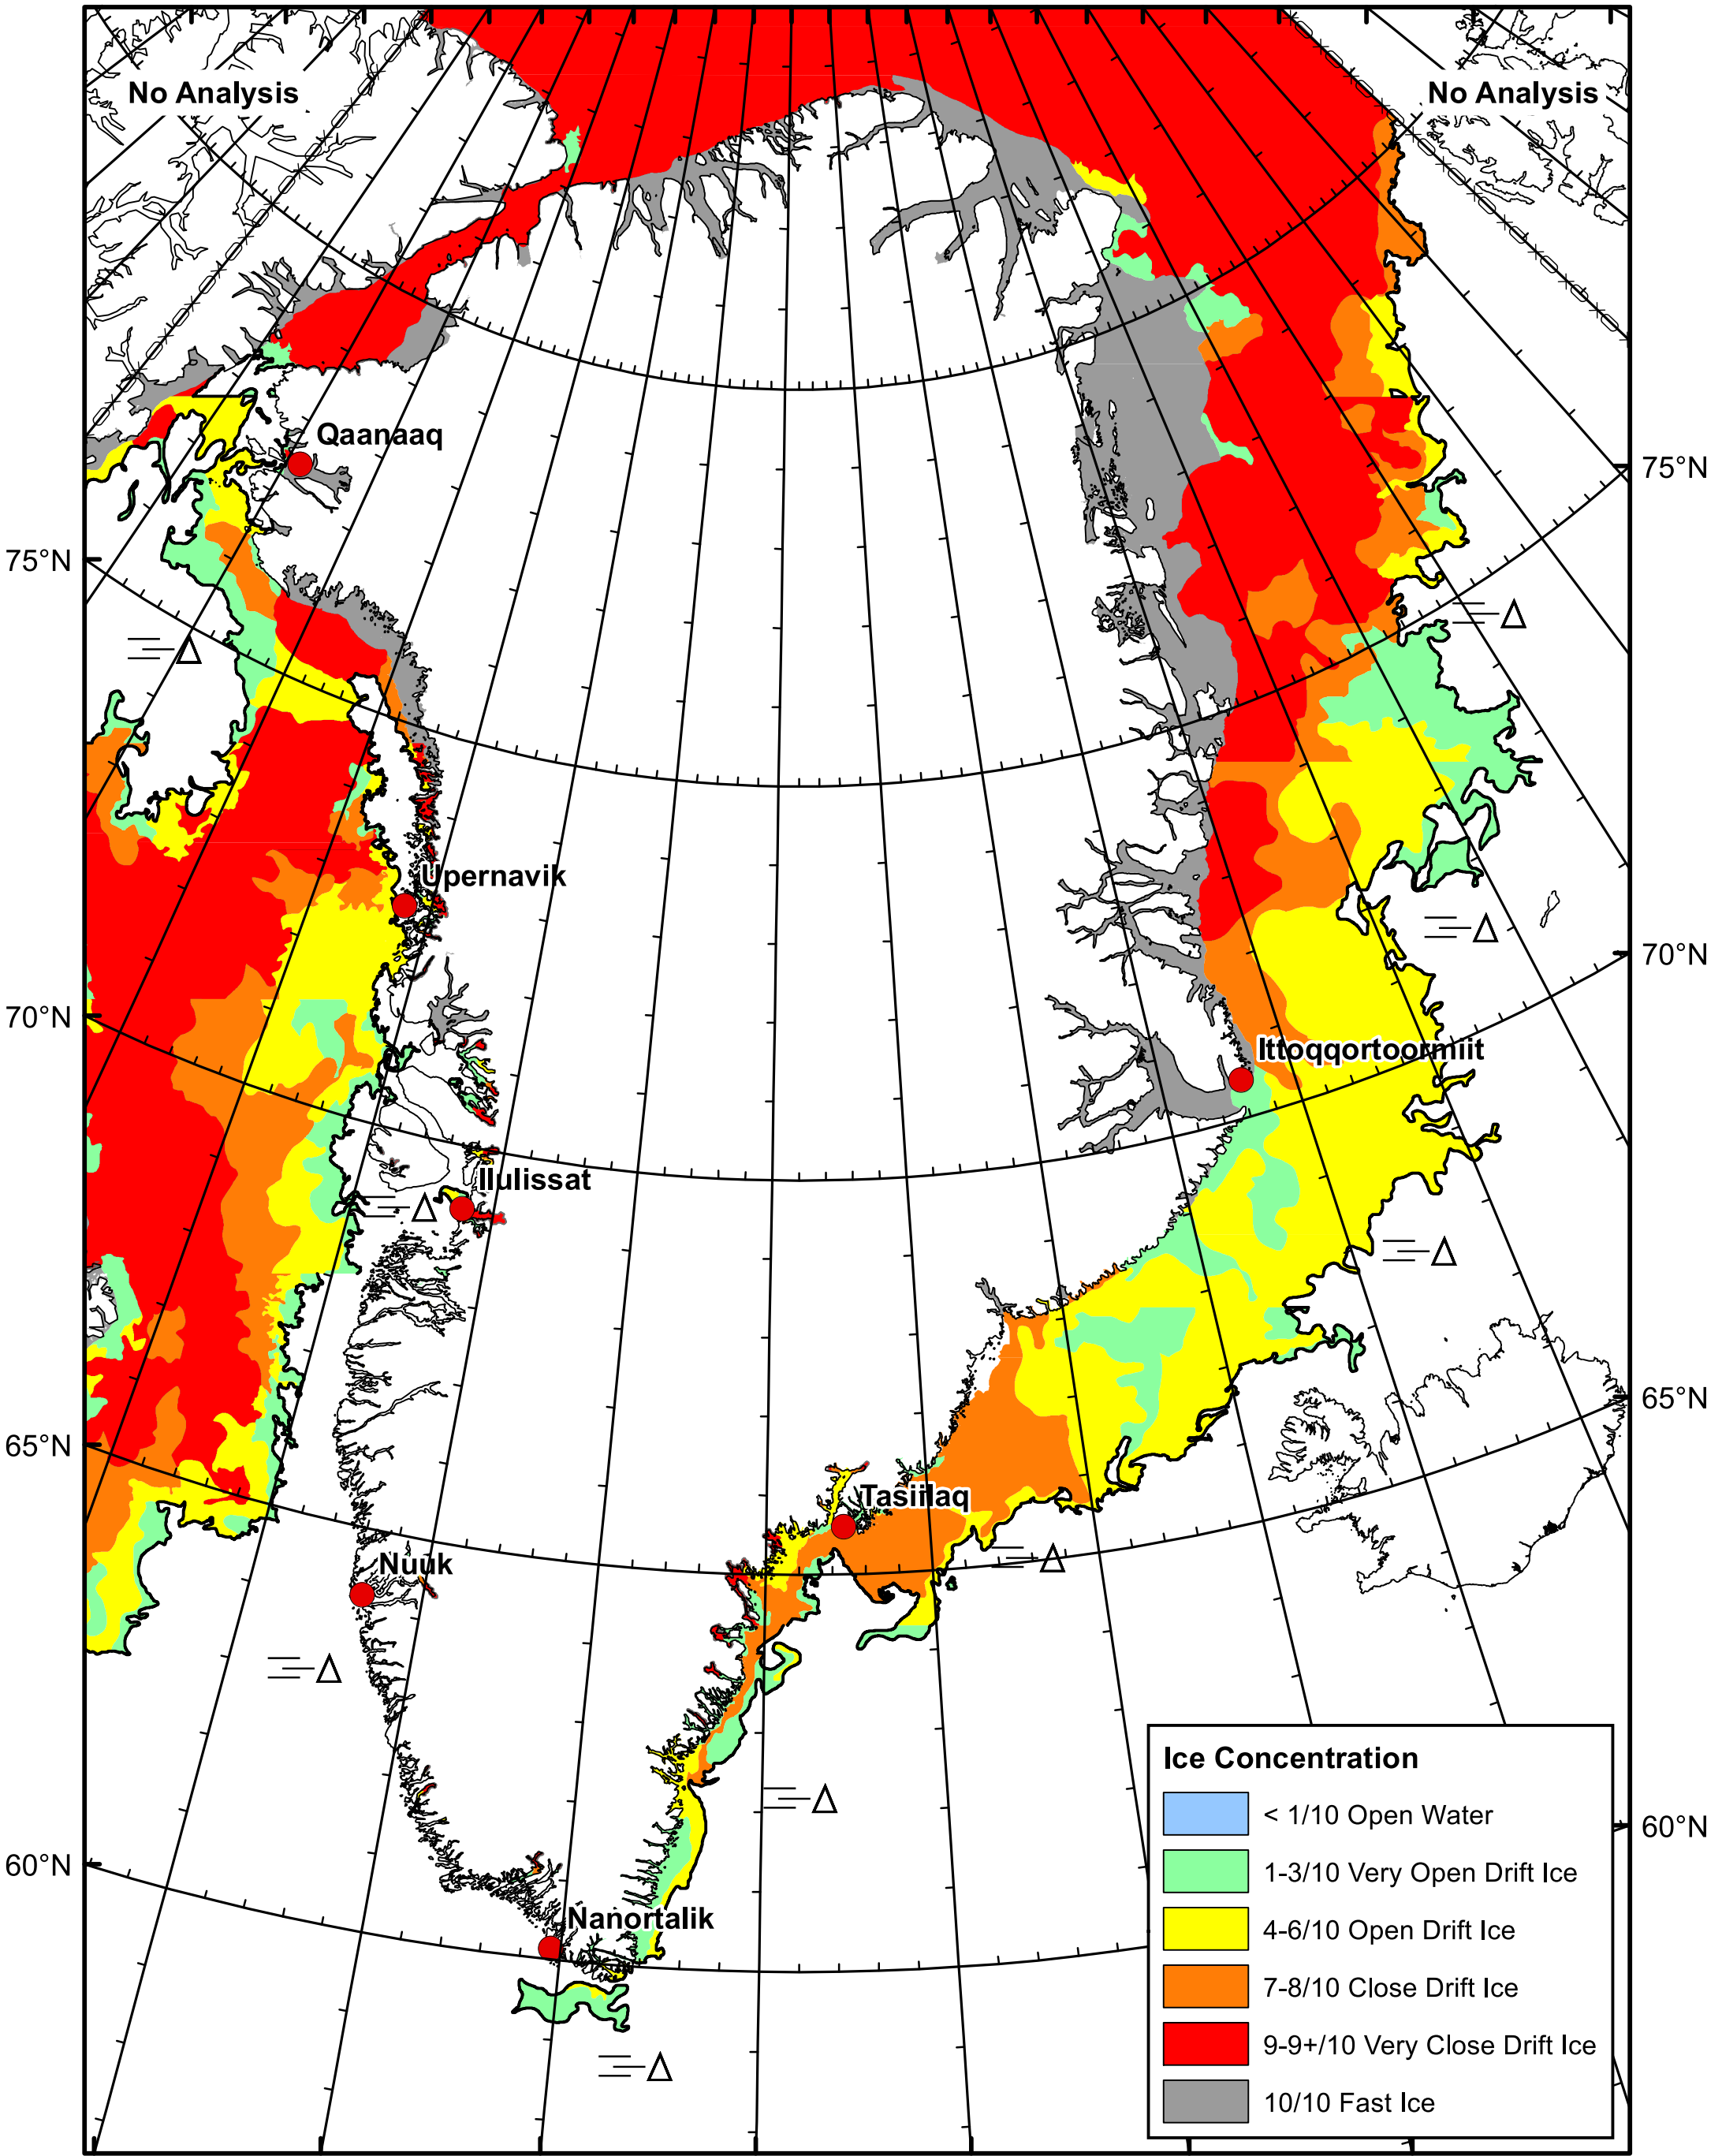 No Analysis
No Analysis
Qaanaaq
75°N
75°N
Upernavik
70°N
70°N
Ittoqqortoormiit
Ilulissat
65°N
65°N
Tasiilaq
Nuuk
60°N
60°N
Nanortalik
Ice Concentration
< 1/10 Open Water
1-3/10 Very Open Drift Ice
4-6/10 Open Drift Ice
7-8/10 Close Drift Ice
9-9+/10 Very Close Drift Ice
10/10 Fast Ice